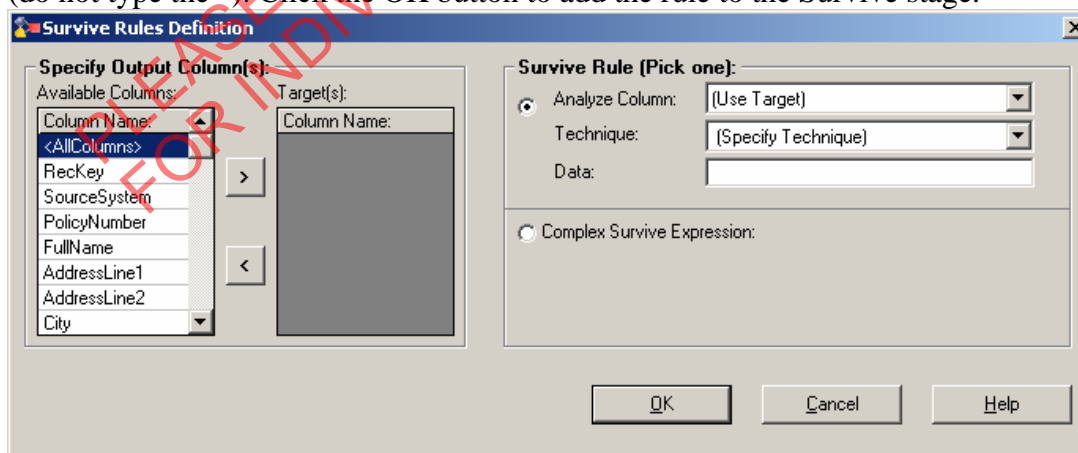 (do not type the "). Click the OK button to add the rule to the Survive stage.
Survive Rules Definition
Specify Output Column(s):
Available Columns:
Target(s):
Column Name:
<AllColumns>
RecKey
SourceSystem
PolicyNumber
FullName
AddressLine1
AddressLine2
City
>
<
Column Name:
Survive Rule (Pick one):
Analyze Column: (Use Target)
Technique: (Specify Technique)
Data:
Complex Survive Expression:
OK Cancel Help
PLEASE
FOR INDIV